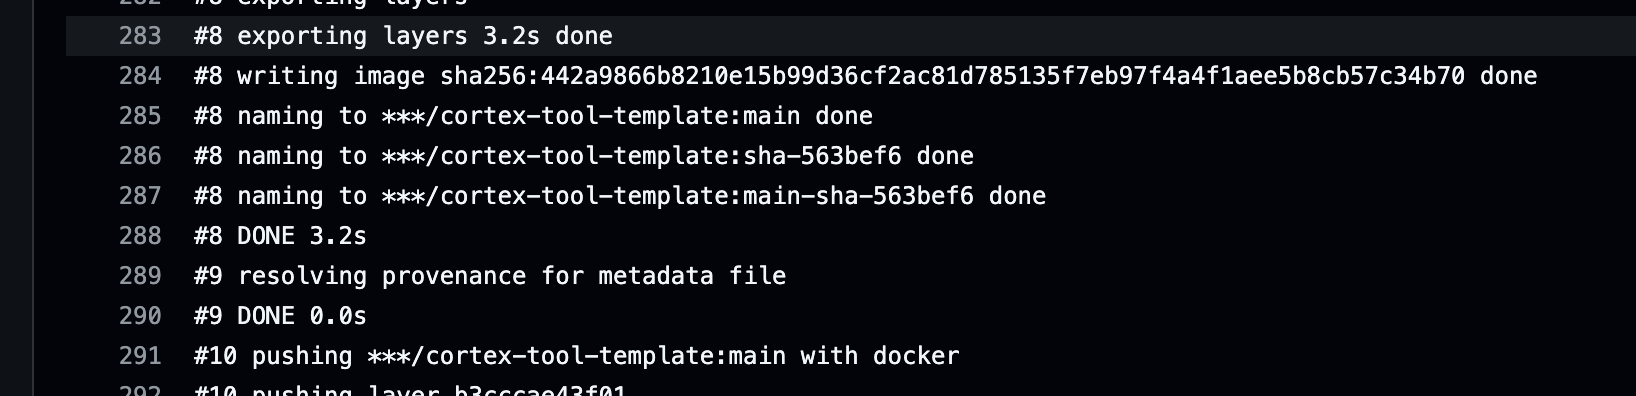 282 #8 exporting layers
283 #8 exporting layers 3.2s done
284 #8 writing image sha256:442a9866b8210e15b99d36cf2ac81d785135f7eb97f4a4f1aee5b8cb57c34b70 done
285 #8 naming to ***/cortex-tool-template:main done
286 #8 naming to ***/cortex-tool-template:sha-563bef6 done
287 #8 naming to ***/cortex-tool-template:main-sha-563bef6 done
288 #8 DONE 3.2s
289 #9 resolving provenance for metadata file
290 #9 DONE 0.0s
291 #10 pushing ***/cortex-tool-template:main with docker
292 #10 pushing layer b3cccae43f01